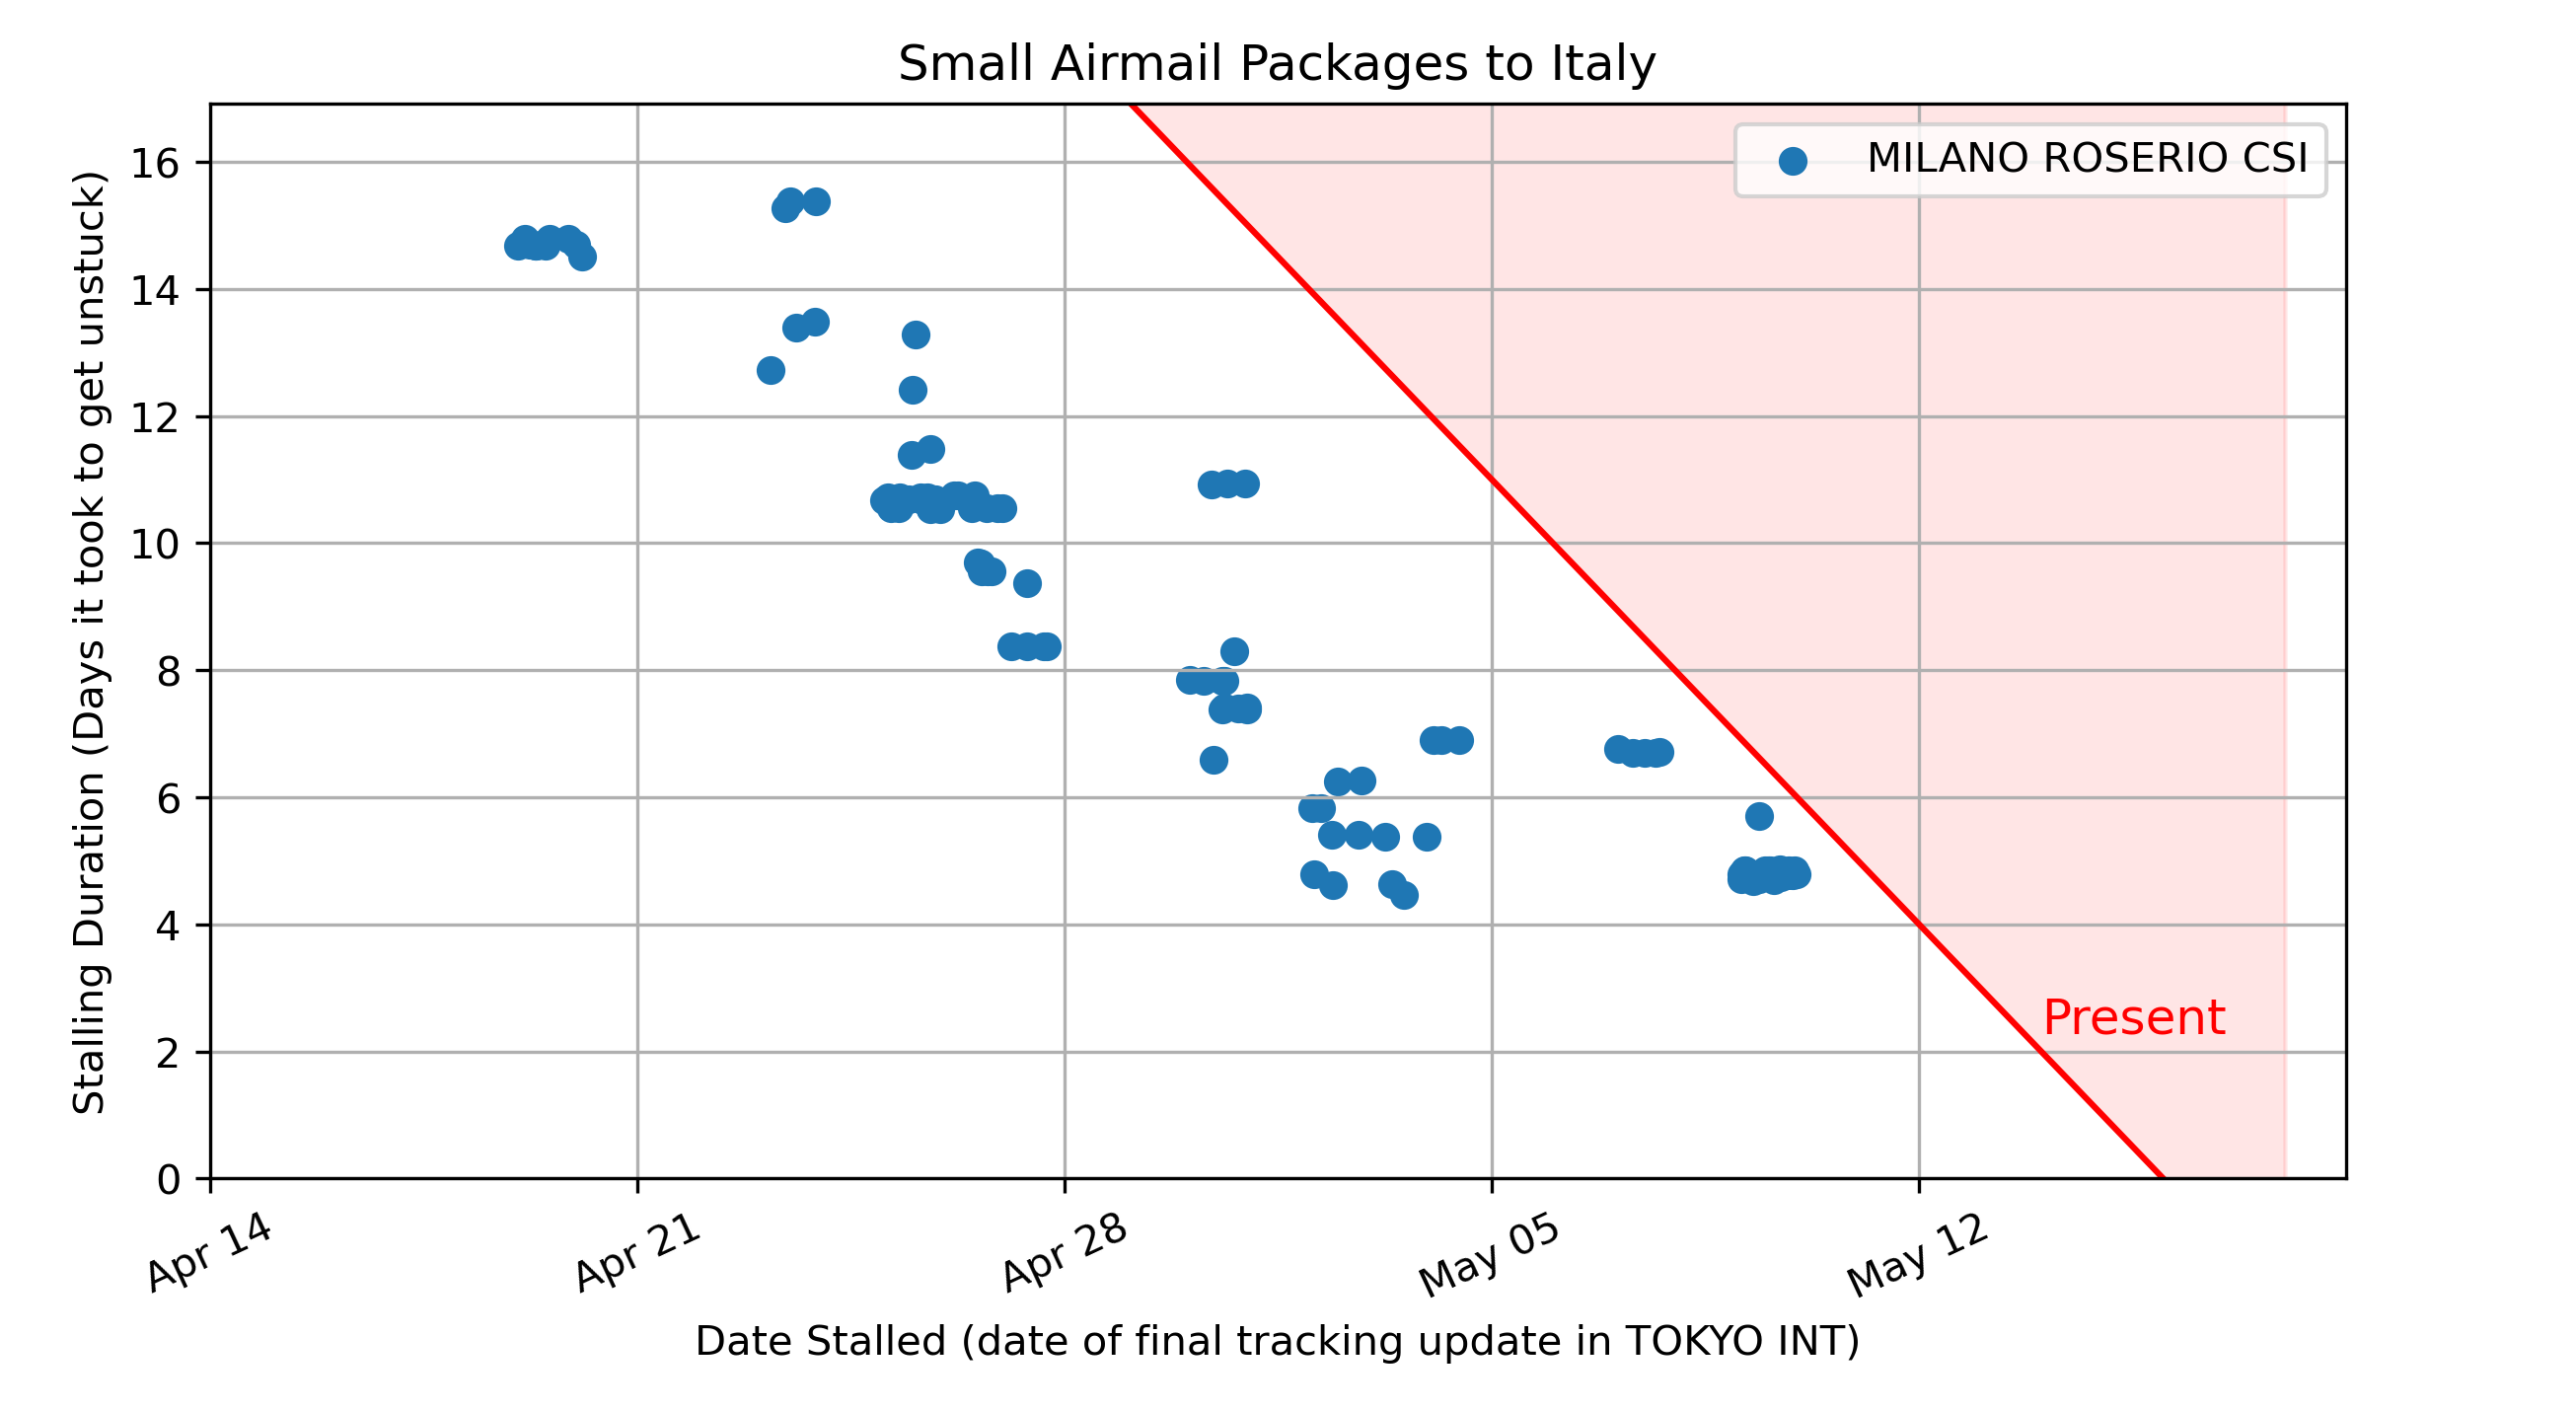 Small Airmail Packages to Italy
MILANO ROSERIO CSI
Stalling Duration (Days it took to get unstuck)
16
14
12
10
8
6
4
2
0
Present
Apr 14
Apr 21
Apr 28
May 05
May 12
Date Stalled (date of final tracking update in TOKYO INT)